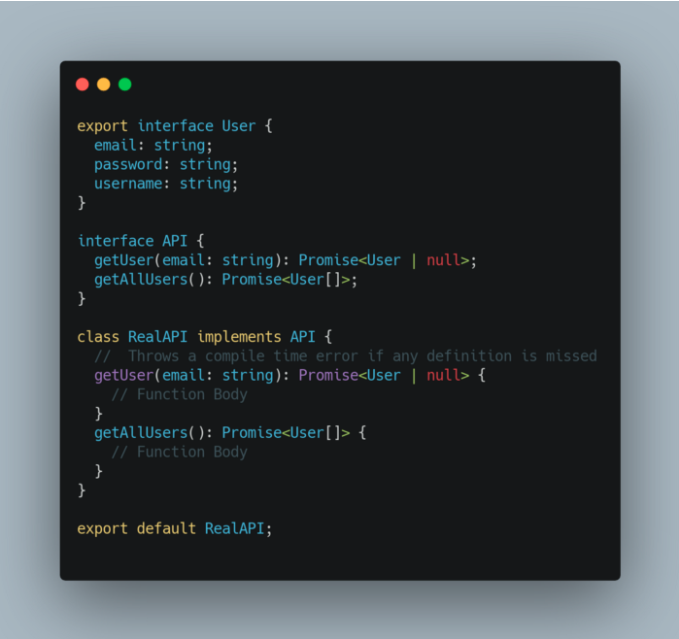 export interface User {
  email: string;
  password: string;
  username: string;
}

interface API {
  getUser(email: string): Promise<User | null>;
  getAllUsers(): Promise<User[]>;
}

class RealAPI implements API {
  //  Throws a compile time error if any definition is missed
  getUser(email: string): Promise<User | null> {
    // Function Body
  }
  getAllUsers(): Promise<User[]> {
    // Function Body
  }
}

export default RealAPI;